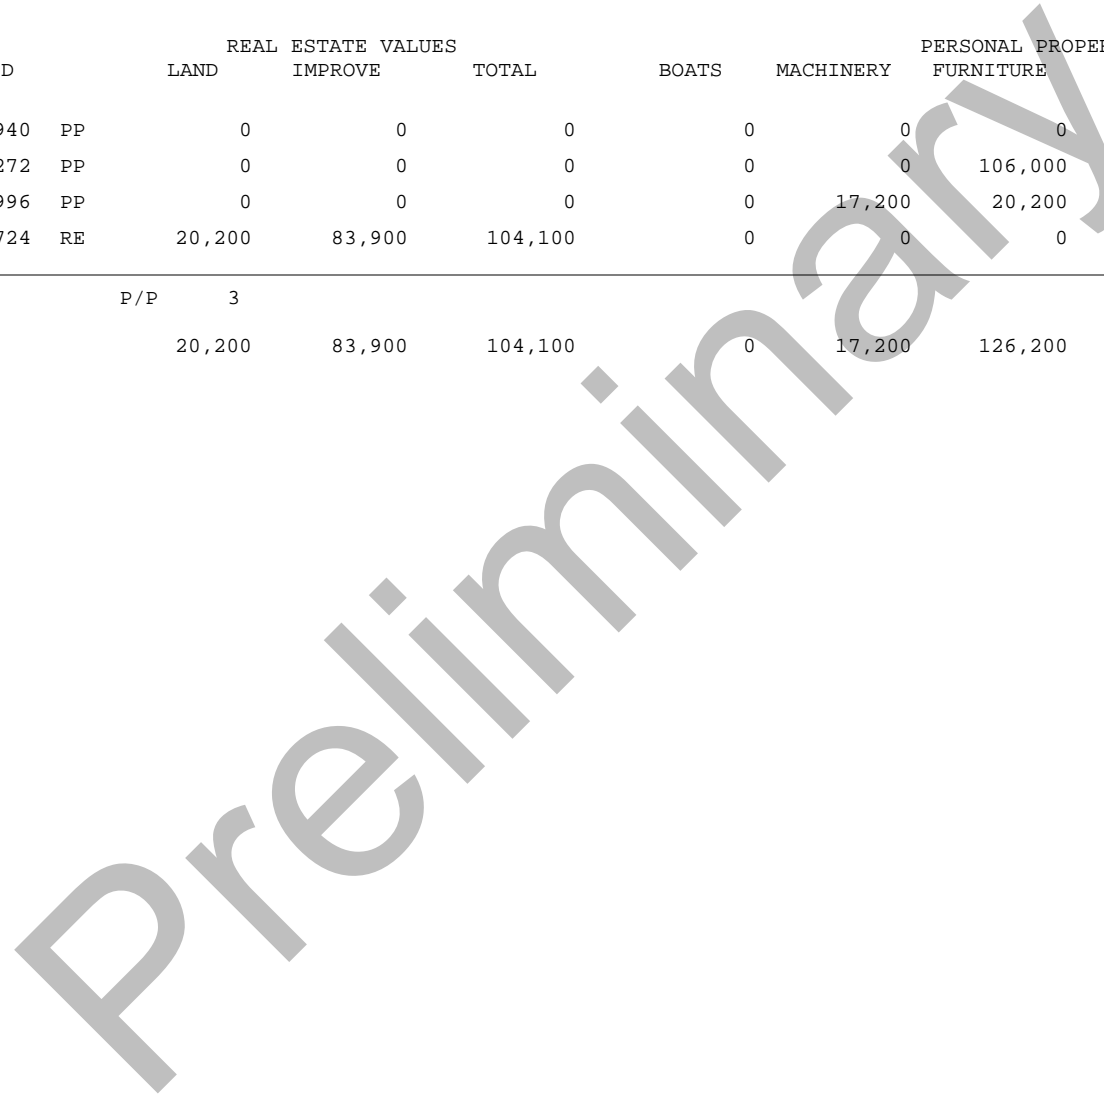 REAL ESTATE VALUES PERSONAL PROPE
D LAND IMPROVE TOTAL BOATS MACHINERY FURNITURE
940 PP 0 0 0 0 0 0
272 PP 0 0 0 0 0 106,000
996 PP 0 0 0 0 17,200 20,200
724 RE 20,200 83,900 104,100 0 0 0
P/P 3
20,200 83,900 104,100 0 17,200 126,200
Preliminary